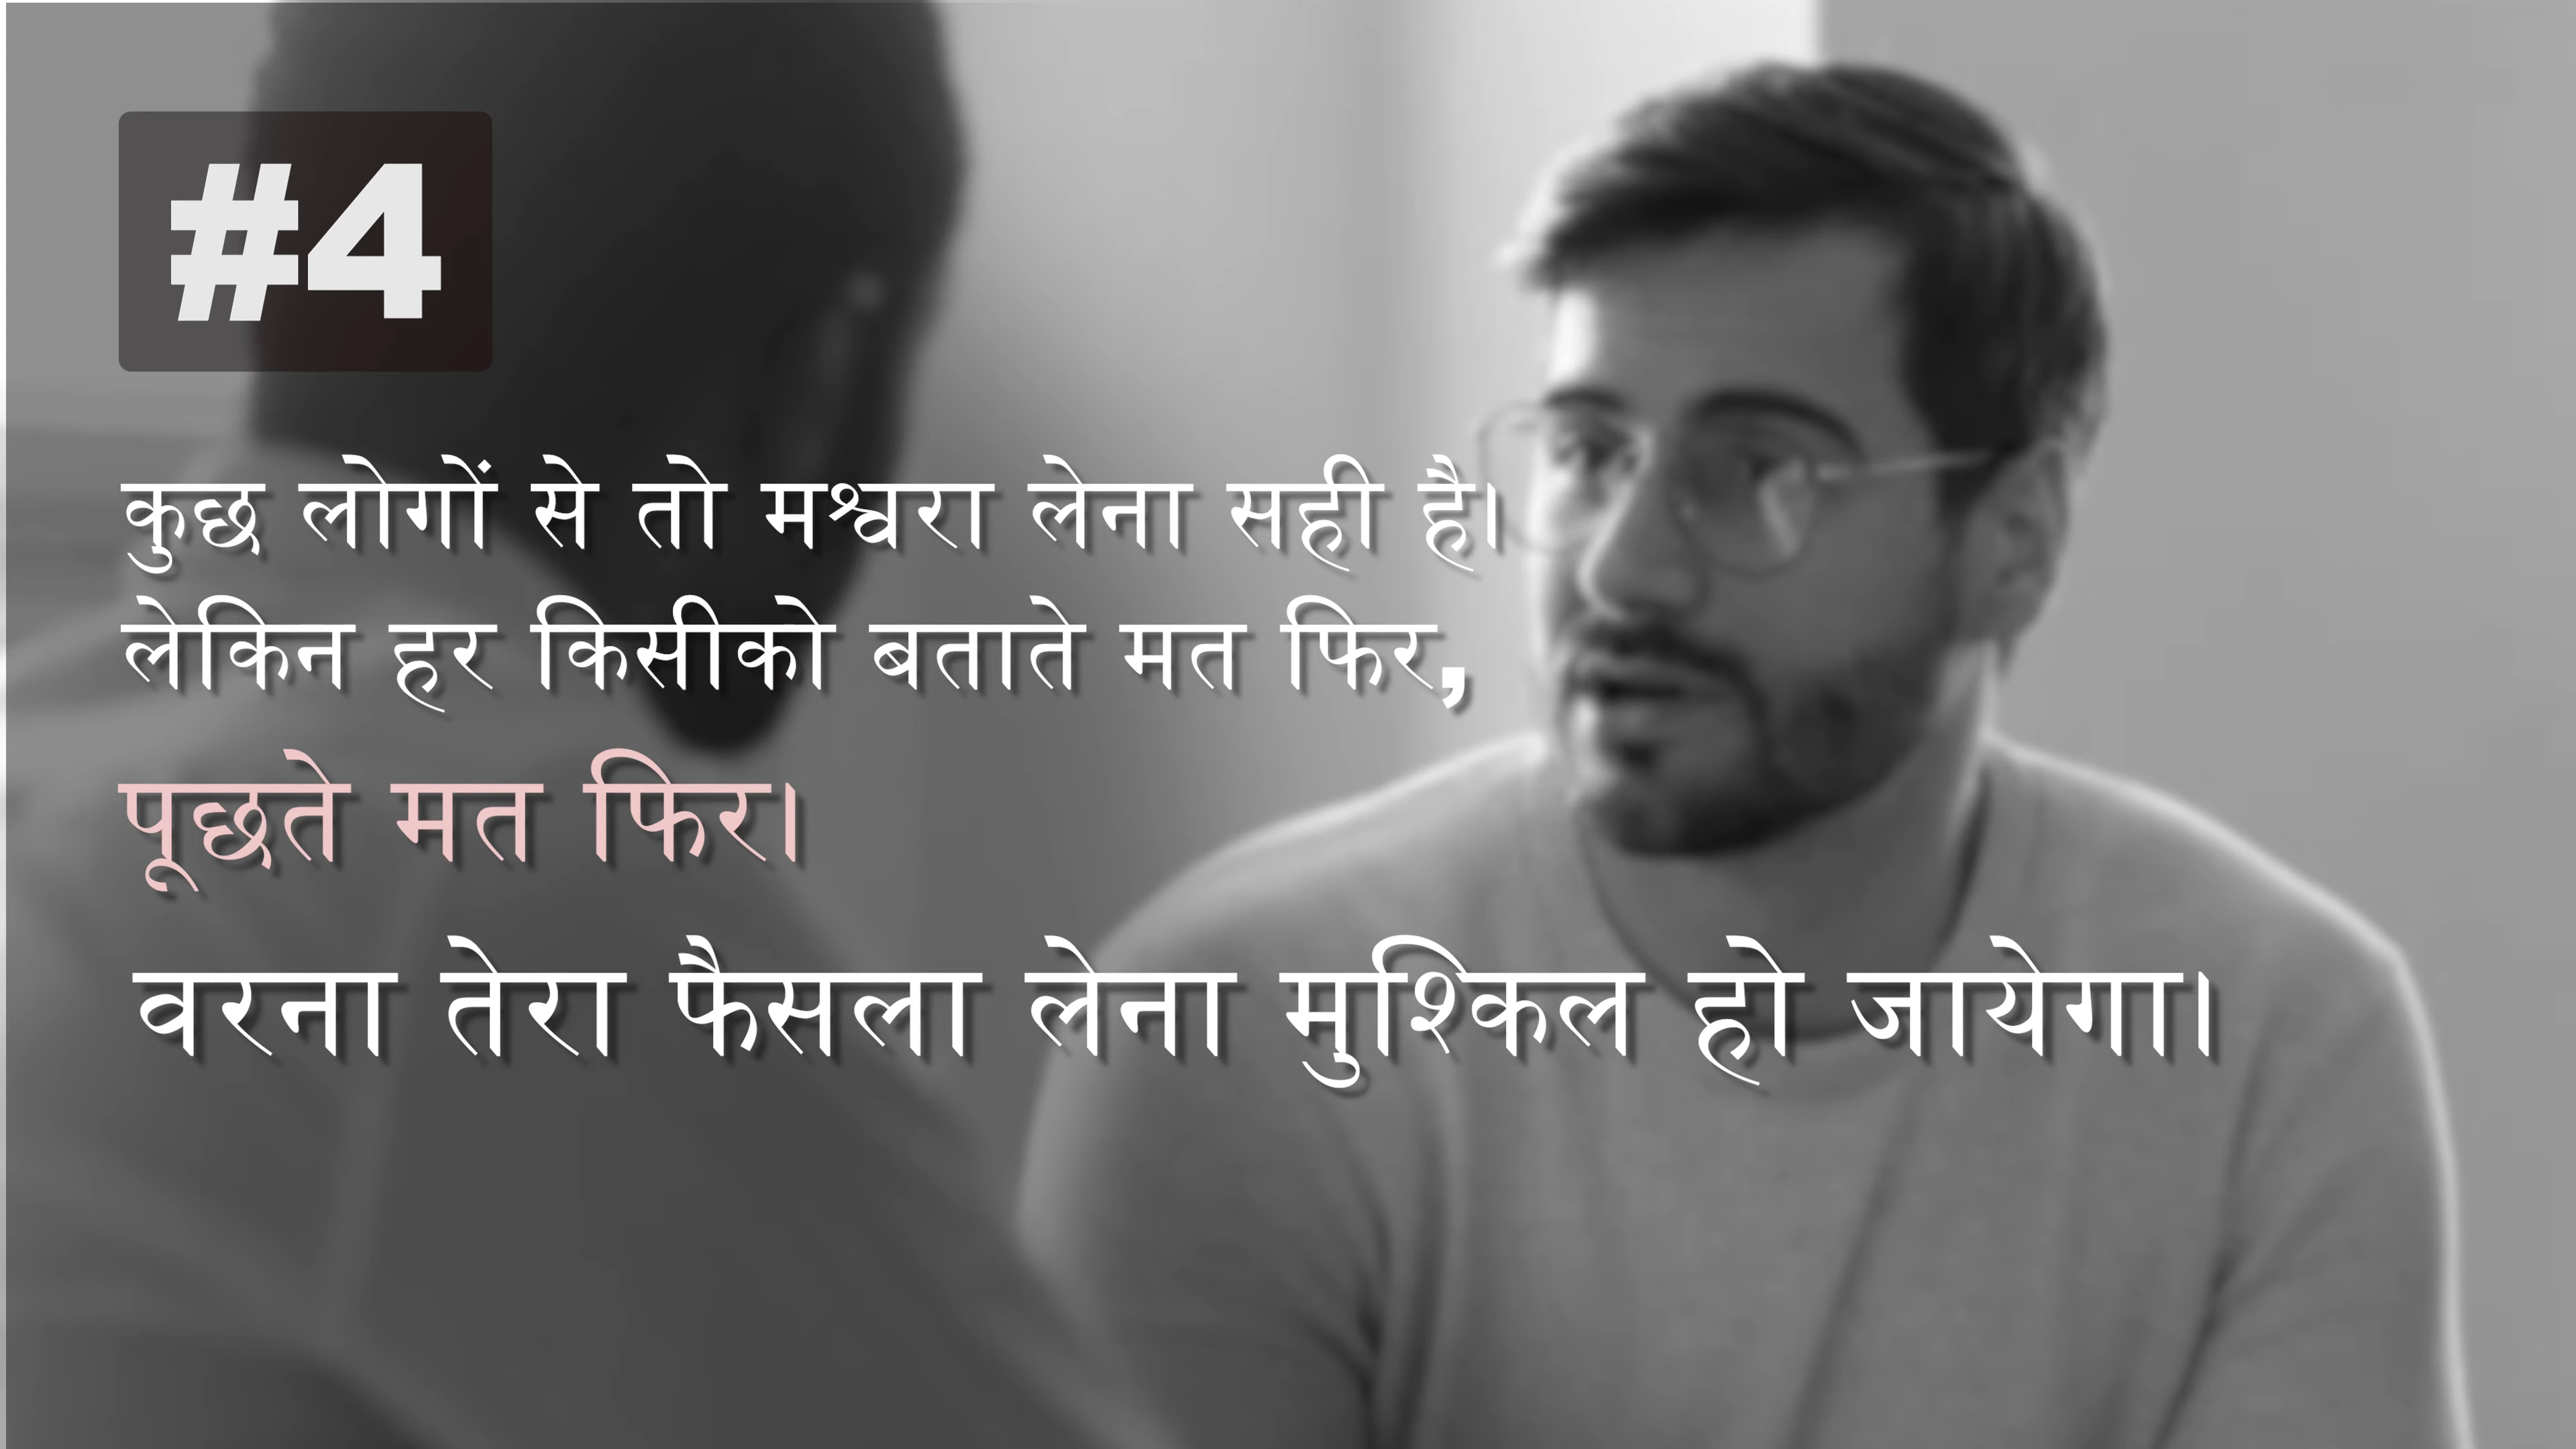 #4
कुछ लोगों से तो मश्वरा लेना सही है।
लेकिन हर किसीको बताते मत फिर,
पूछते मत फिर।
वरना तेरा फैसला लेना मुश्किल हो जायेगा।